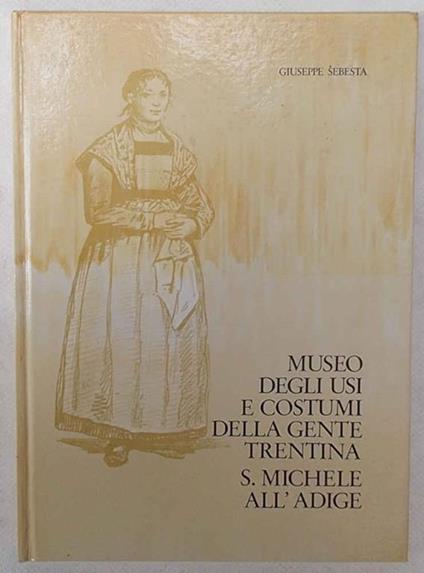 GIUSEPPE ŠEBESTA
MUSEO
DEGLI USI
E COSTUMI
DELLA GENTE
TRENTINA
S. MICHELE
ALL'ADIGE